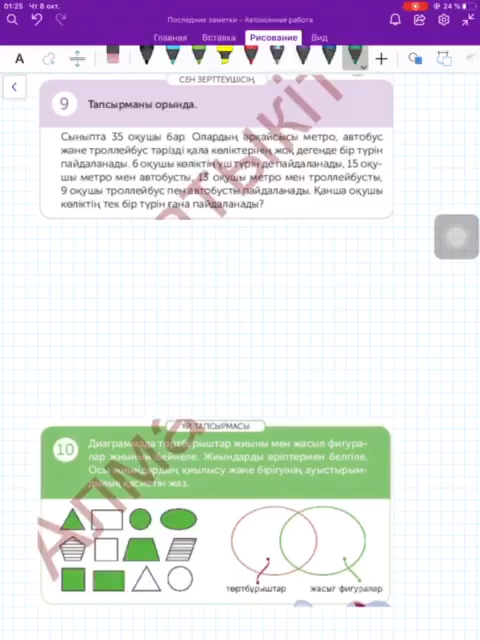 01:25 Чт 8 окт.
24 %
Последние заметки – Автономная работа
Главная Вставка Рисование Вид
A
СЕН ЗЕРТТЕУШІСІҢ
9 Тапсырманы орында.
Сыныпта 35 оқушы бар. Олардың әрқайсысы метро, автобус
және троллейбус тәрізді қала көліктерінің жоқ дегенде бір түрін
пайдаланады. 6 оқушы көліктің үш түрін де пайдаланады, 15 оқу-
шы метро мен автобусты, 13 оқушы метро мен троллейбусты,
9 оқушы троллейбус пен автобусты пайдаланады. Қанша оқушы
көліктің тек бір түрін ғана пайдаланады?
ҮЙ ТАПСЫРМАСЫ
10 Диаграммада төртбұрыштар жиыны мен жасыл фигура-
лар жиынын бейнеле. Жиындарды әріптермен белгіле.
Осы жиындардың қиылысу және бірігуінің ауыстырым-
дылық қасиетін жаз.
төртбұрыштар жасыл фигуралар